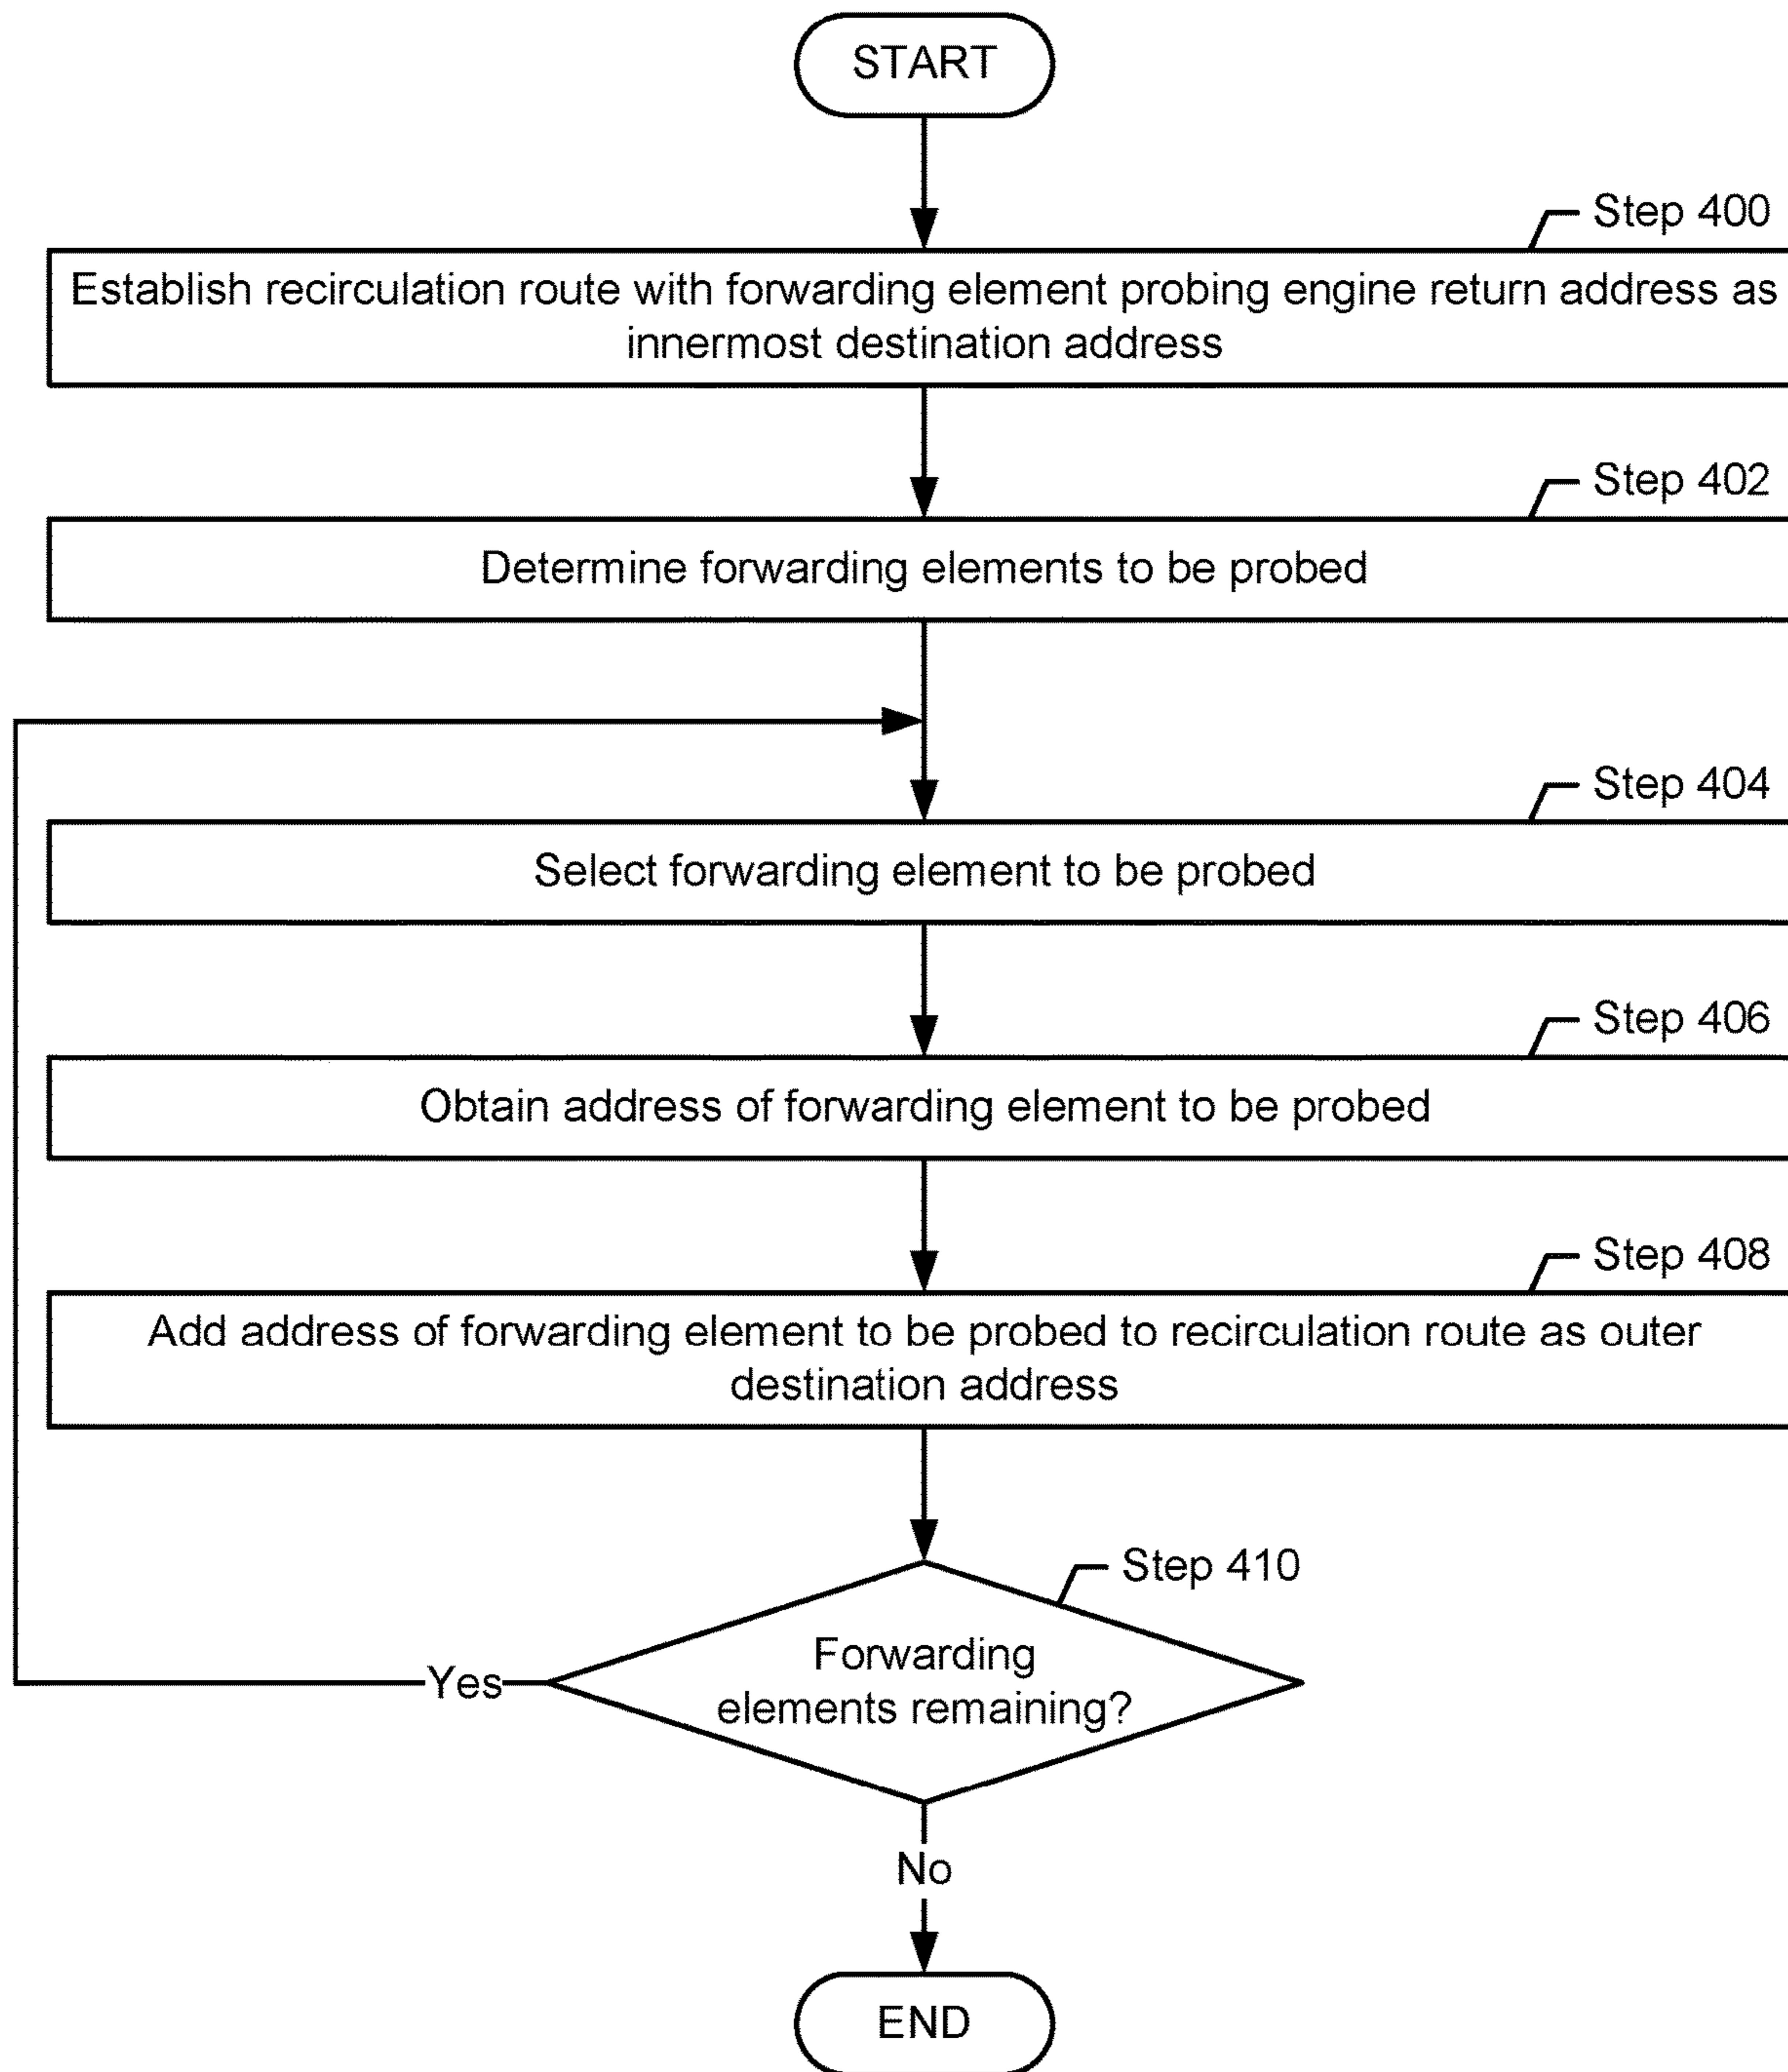 START
Step 400
Establish recirculation route with forwarding element probing engine return address as
innermost destination address
Step 402
Determine forwarding elements to be probed
Step 404
Select forwarding element to be probed
Step 406
Obtain address of forwarding element to be probed
Step 408
Add address of forwarding element to be probed to recirculation route as outer
destination address
Step 410
Forwarding
elements remaining?
Yes
No
END